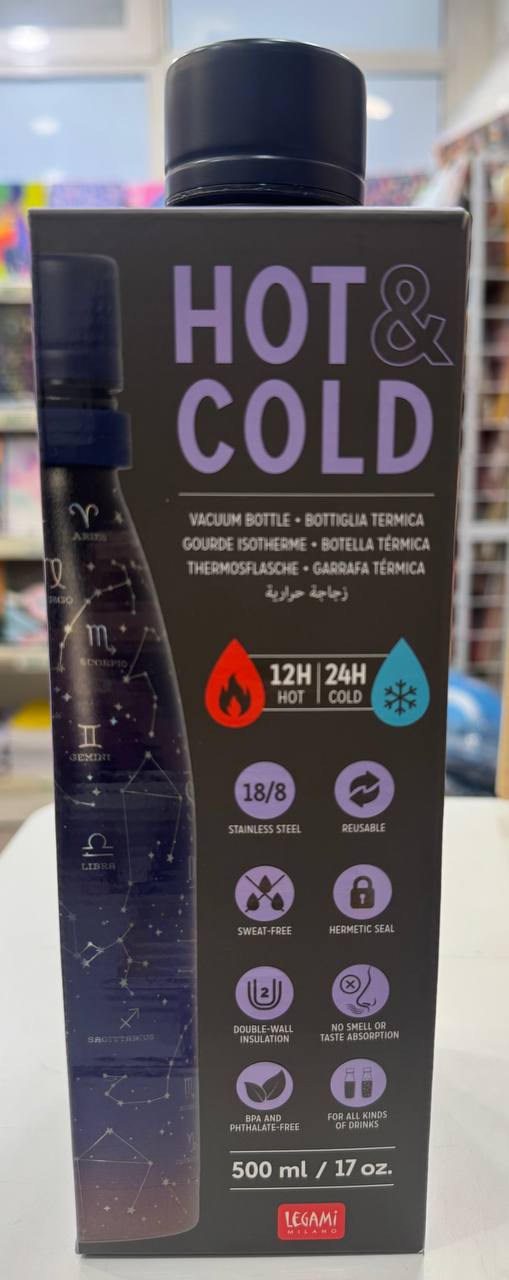 HOT &
COLD
VACUUM BOTTLE • BOTTIGLIA TERMICA
GOURDE ISOTHERME • BOTELLA TÉRMICA
THERMOSFLASCHE • GARRAFA TÉRMICA
زجاجة حرارية
12H | 24H
HOT COLD
18/8
STAINLESS STEEL
REUSABLE
SWEAT-FREE
HERMETIC SEAL
2
DOUBLE-WALL
INSULATION
NO SMELL OR
TASTE ABSORPTION
BPA AND
PHTHALATE-FREE
FOR ALL KINDS
OF DRINKS
500 ml / 17 oz.
LEGAMI
MILANO
ARIES
SCORPIO
GEMINI
LIBRA
SAGITTARIUS